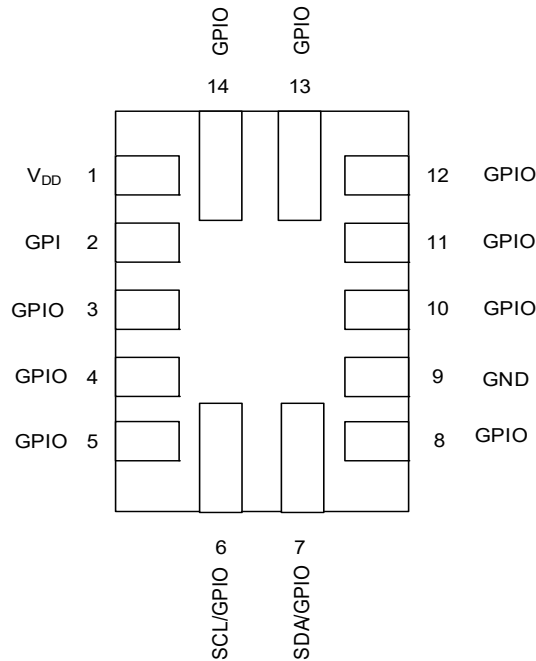 GPIO GPIO
14 13
V_DD 1 12 GPIO
GPI 2 11 GPIO
GPIO 3 10 GPIO
GPIO 4 9 GND
GPIO 5 8 GPIO
6 7
SCL/GPIO SDA/GPIO